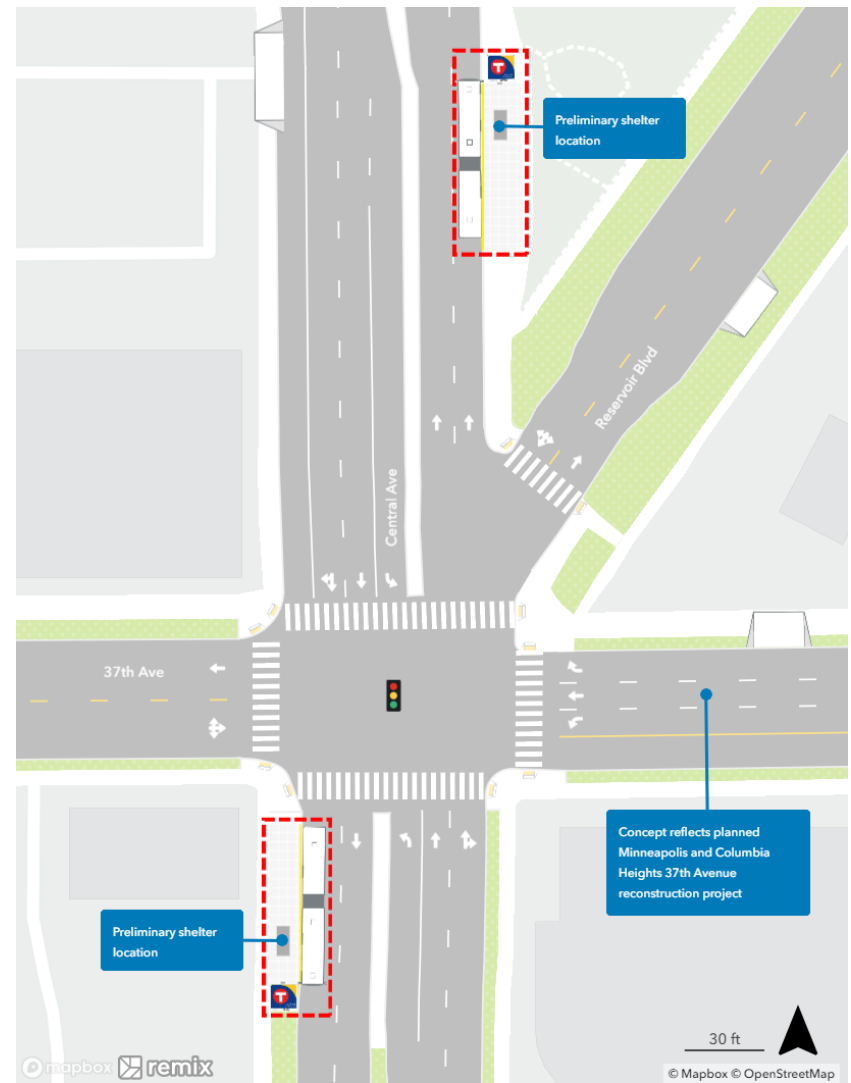 T
Preliminary shelter
location
Reservoir Blvd
Central Ave
37th Ave
Concept reflects planned
Minneapolis and Columbia
Heights 37th Avenue
reconstruction project
Preliminary shelter
location
T
30 ft
mapbox remix
© Mapbox © OpenStreetMap